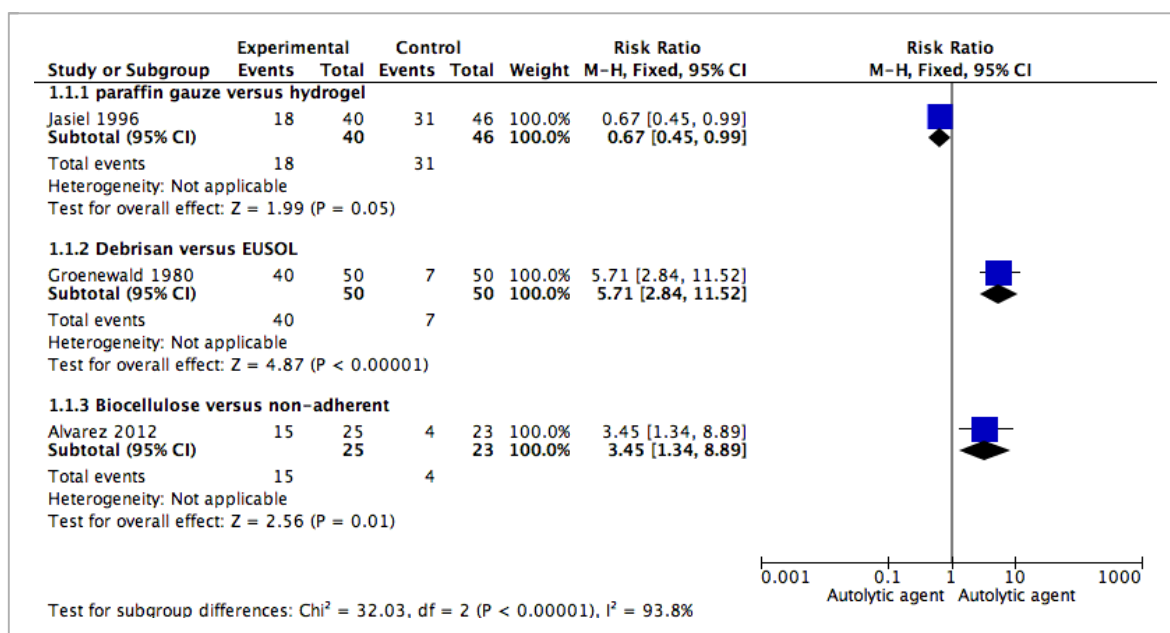 Experimental Control Risk Ratio Risk Ratio
Study or Subgroup Events Total Events Total Weight M-H, Fixed, 95% CI M-H, Fixed, 95% CI
1.1.1 paraffin gauze versus hydrogel
Jasiel 1996 18 40 31 46 100.0% 0.67 [0.45, 0.99]
Subtotal (95% CI) 40 46 100.0% 0.67 [0.45, 0.99]
Total events 18 31
Heterogeneity: Not applicable
Test for overall effect: Z = 1.99 (P = 0.05)
1.1.2 Debrisan versus EUSOL
Groenewald 1980 40 50 7 50 100.0% 5.71 [2.84, 11.52]
Subtotal (95% CI) 50 50 100.0% 5.71 [2.84, 11.52]
Total events 40 7
Heterogeneity: Not applicable
Test for overall effect: Z = 4.87 (P < 0.00001)
1.1.3 Biocellulose versus non-adherent
Alvarez 2012 15 25 4 23 100.0% 3.45 [1.34, 8.89]
Subtotal (95% CI) 25 23 100.0% 3.45 [1.34, 8.89]
Total events 15 4
Heterogeneity: Not applicable
Test for overall effect: Z = 2.56 (P = 0.01)
0.001 0.1 1 10 1000
Autolytic agent Autolytic agent
Test for subgroup differences: Chi² = 32.03, df = 2 (P < 0.00001), I² = 93.8%